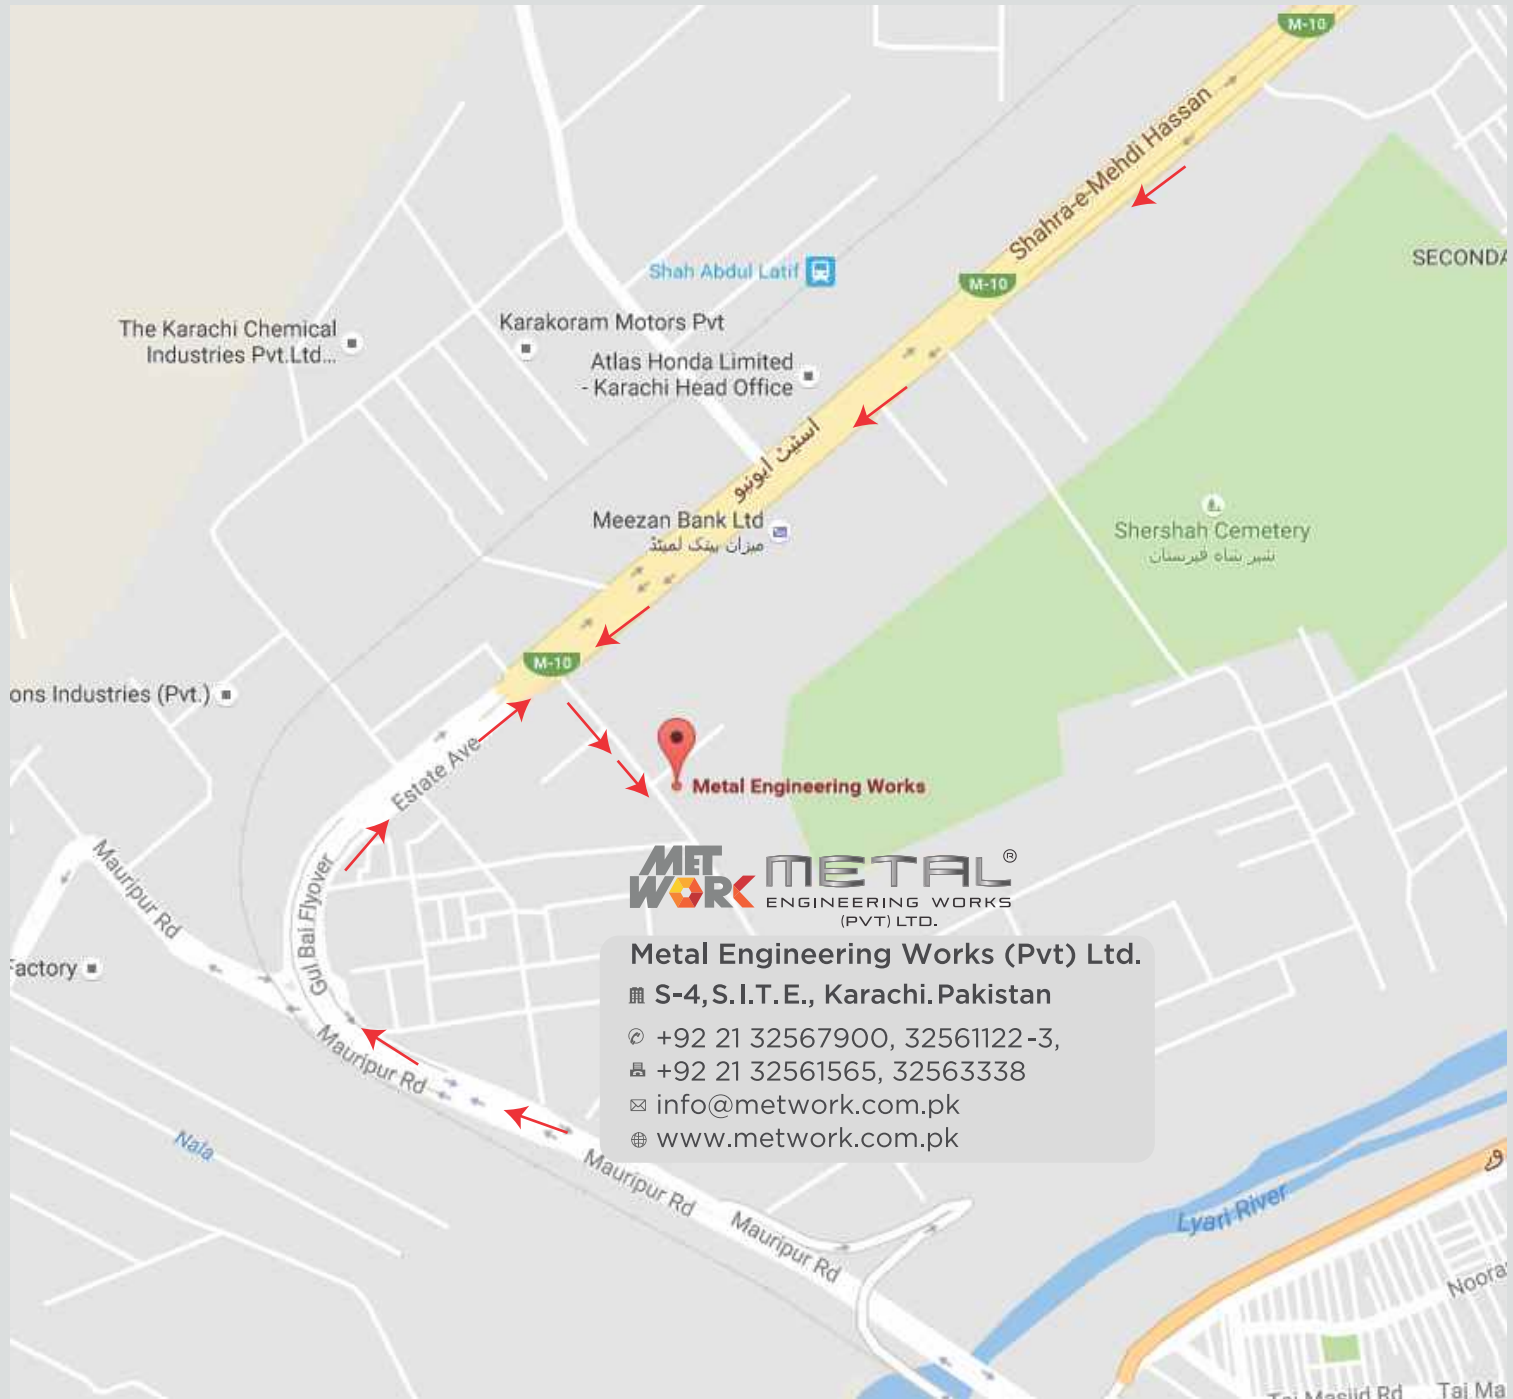 M-10
Shahra-e-Mehdi Hassan
SECONDA
Shah Abdul Latif
M-10
The Karachi Chemical
Industries Pvt.Ltd...
Karakoram Motors Pvt
Atlas Honda Limited
- Karachi Head Office
اسٹیٹ ایونیو
Meezan Bank Ltd
میزان بینک لمیٹڈ
Shershah Cemetery
شیر شاہ قبرستان
M-10
ons Industries (Pvt.)
Estate Ave
Metal Engineering Works
Mauripur Rd
Gul Bai Flyover
MET
WORK
METAL®
ENGINEERING WORKS
(PVT) LTD.
Factory
Metal Engineering Works (Pvt) Ltd.
S-4,S.I.T.E., Karachi.Pakistan
+92 21 32567900, 32561122-3,
+92 21 32561565, 32563338
info@metwork.com.pk
www.metwork.com.pk
Mauripur Rd
Nala
Mauripur Rd
Mauripur Rd
Lyari River
Noora
Taj Masjid Rd
Taj Ma